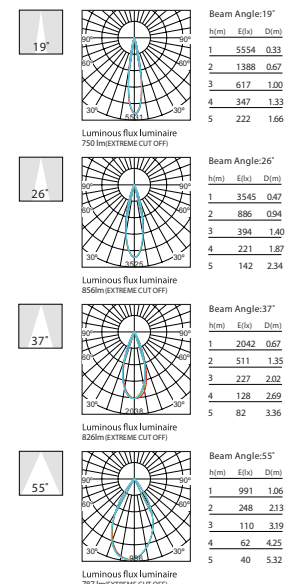 19°
90° 90°
60° 60°
30° 30°
5531
Luminous flux luminaire
750 lm(EXTREME CUT OFF)
Beam Angle:19°
h(m) E(lx) D(m)
1 5554 0.33
2 1388 0.67
3 617 1.00
4 347 1.33
5 222 1.66
26°
90° 90°
60° 60°
30° 30°
3525
Luminous flux luminaire
856lm(EXTREME CUT OFF)
Beam Angle:26°
h(m) E(lx) D(m)
1 3545 0.47
2 886 0.94
3 394 1.40
4 221 1.87
5 142 2.34
37°
90° 90°
60° 60°
30° 30°
2038
Luminous flux luminaire
826lm(EXTREME CUT OFF)
Beam Angle:37°
h(m) E(lx) D(m)
1 2042 0.67
2 511 1.35
3 227 2.02
4 128 2.69
5 82 3.36
55°
90° 90°
60° 60°
30° 30°
Luminous flux luminaire
787 lm(EXTREME CUT OFF)
Beam Angle:55°
h(m) E(lx) D(m)
1 991 1.06
2 248 2.13
3 110 3.19
4 62 4.25
5 40 5.32